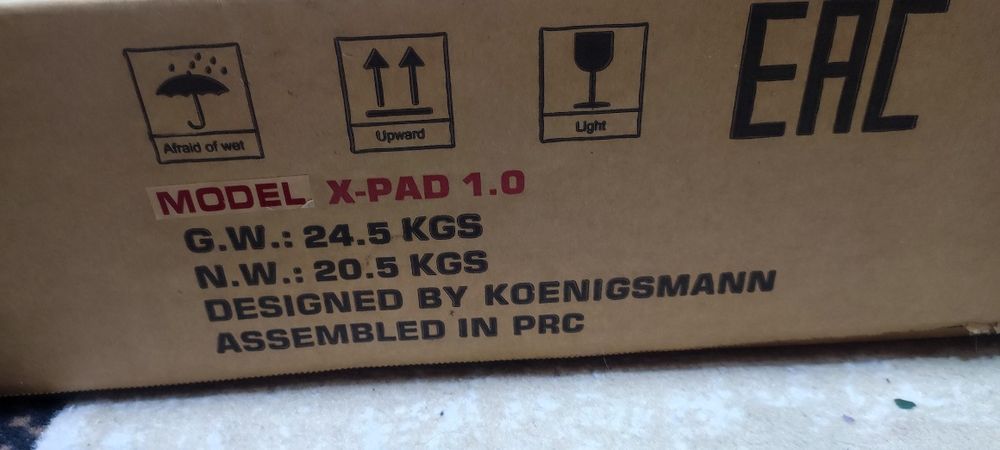 EAC
Afraid of wet
Upward
Light
MODEL X-PAD 1.0
G.W.: 24.5 KGS
N.W.: 20.5 KGS
DESIGNED BY KOENIGSMANN
ASSEMBLED IN PRC